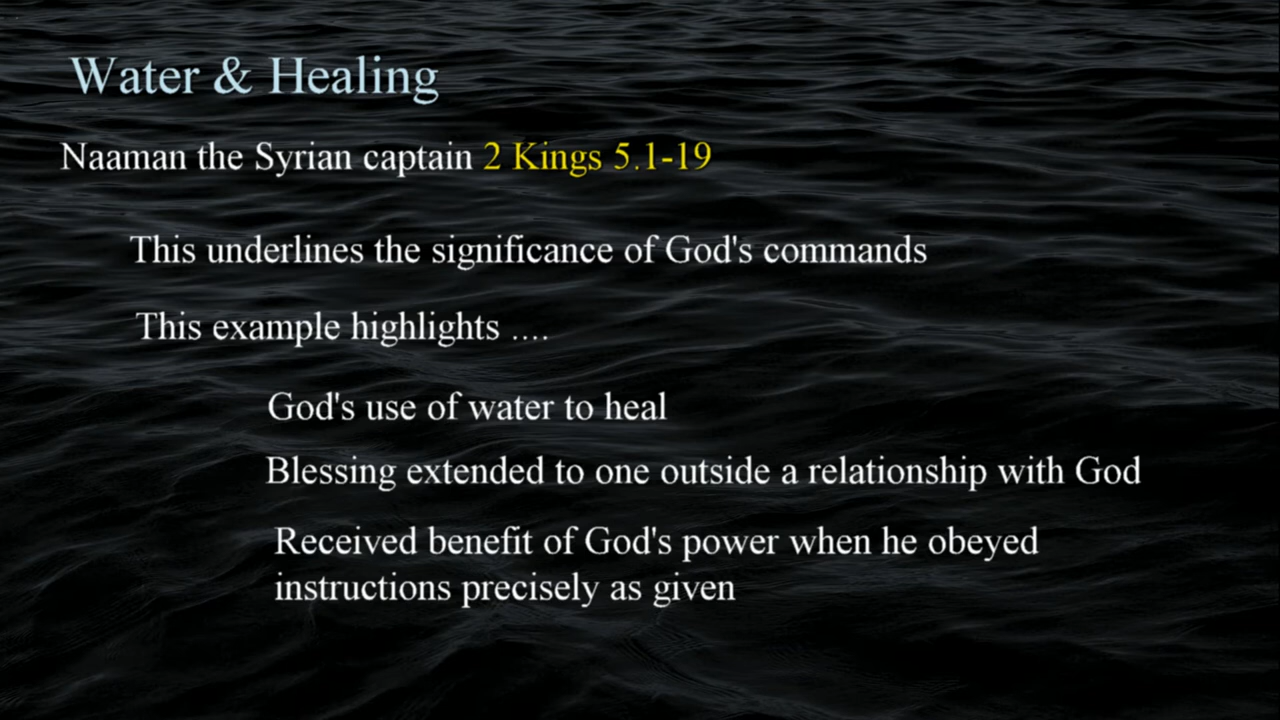 Water & Healing
Naaman the Syrian captain 2 Kings 5.1-19
This underlines the significance of God's commands
This example highlights ....
God's use of water to heal
Blessing extended to one outside a relationship with God
Received benefit of God's power when he obeyed
instructions precisely as given